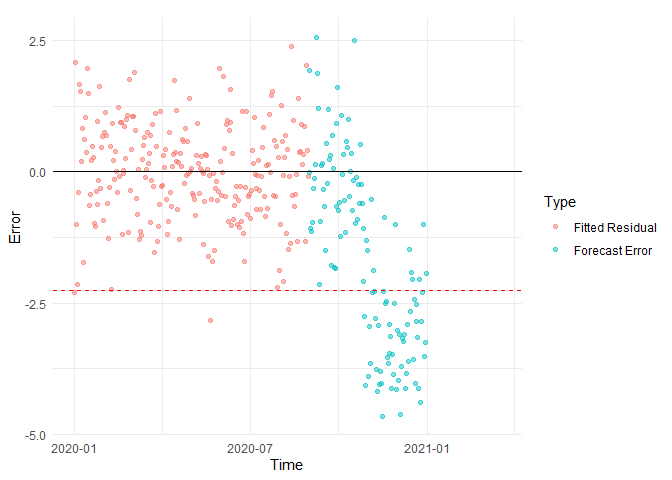 2.5
0.0
-2.5
-5.0
Error
2020-01
2020-07
2021-01
Time
Type
Fitted Residual
Forecast Error